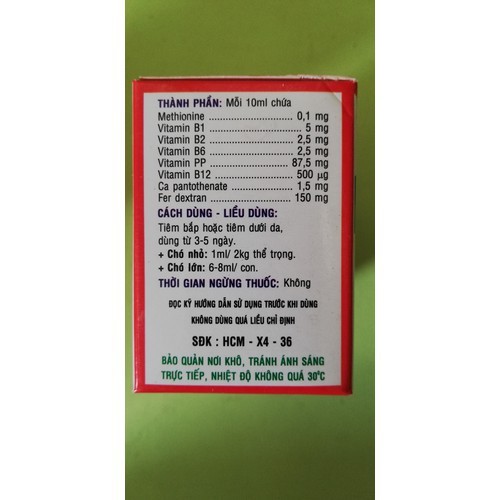 THÀNH PHẦN: Mỗi 10ml chứa
Methionine ........................ 0,1 mg
Vitamin B1 ........................ 5 mg
Vitamin B2 ........................ 2,5 mg
Vitamin B6 ........................ 2,5 mg
Vitamin PP ........................ 87,5 mg
Vitamin B12 ........................ 500 µg
Ca pantothenate ........................ 1,5 mg
Fer dextran ........................ 150 mg
CÁCH DÙNG - LIỀU DÙNG:
Tiêm bắp hoặc tiêm dưới da,
dùng từ 3-5 ngày.
+ Chó nhỏ: 1ml/ 2kg thể trọng.
+ Chó lớn: 6-8ml/ con.
THỜI GIAN NGỪNG THUỐC: Không
ĐỌC KỸ HƯỚNG DẪN SỬ DỤNG TRƯỚC KHI DÙNG
KHÔNG DÙNG QUÁ LIỀU CHỈ ĐỊNH
SĐK : HCM - X4 - 36
BẢO QUẢN NƠI KHÔ, TRÁNH ÁNH SÁNG
TRỰC TIẾP, NHIỆT ĐỘ KHÔNG QUÁ 30°C